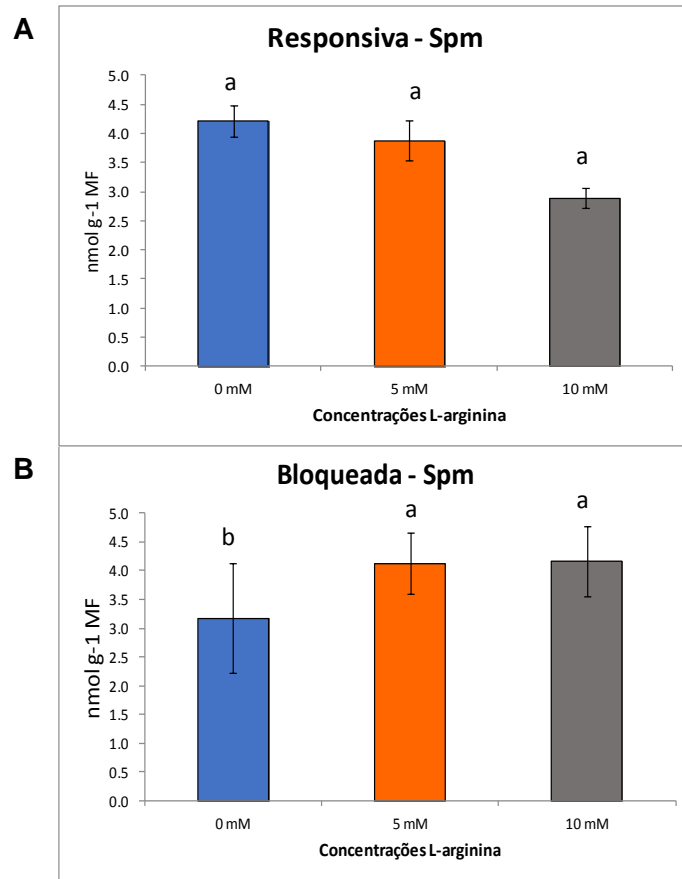 A
Responsiva - Spm
a
a
a
5.0
4.5
4.0
3.5
3.0
2.5
2.0
1.5
1.0
0.5
0.0
nmol g-1 MF
0 mM
5 mM
10 mM
Concentrações L-arginina
B
Bloqueada - Spm
b
a
a
5.0
4.5
4.0
3.5
3.0
2.5
2.0
1.5
1.0
0.5
0.0
nmol g-1 MF
0 mM
5 mM
10 mM
Concentrações L-arginina